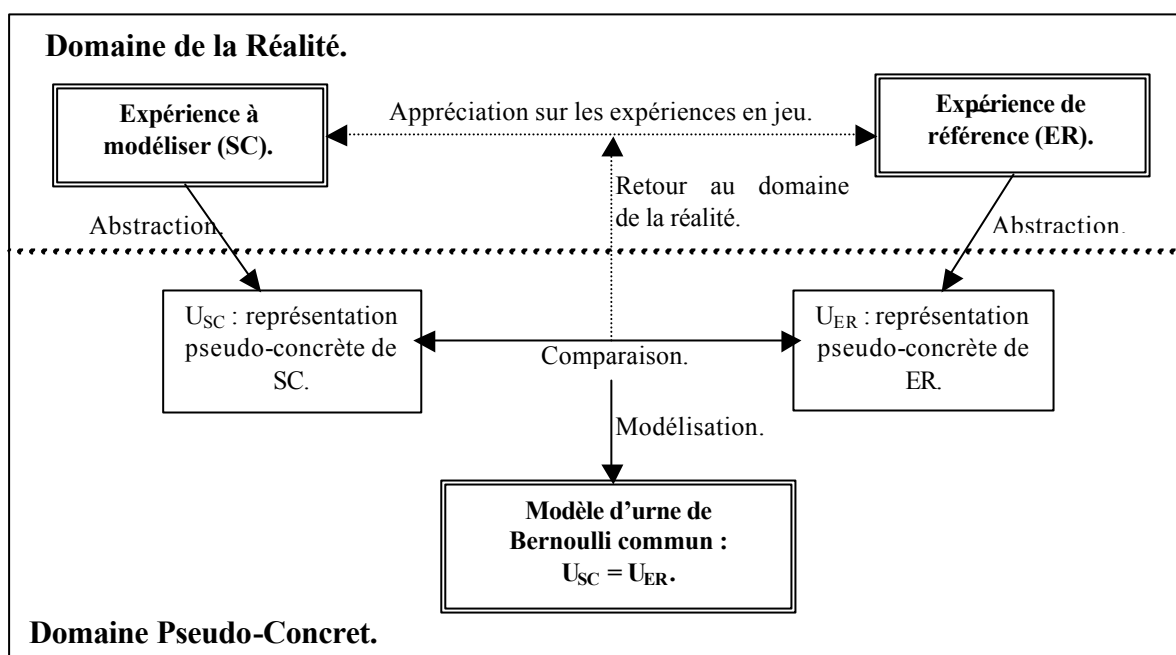 Domaine de la Réalité.
Expérience à
modéliser (SC).
Appréciation sur les expériences en jeu.
Expérience de
référence (ER).
Retour au domaine
de la réalité.
Abstraction.
Abstraction.
U_SC : représentation
pseudo-concrète de
SC.
Comparaison.
U_ER : représentation
pseudo-concrète de
ER.
Modélisation.
Modèle d’urne de
Bernoulli commun :
U_SC = U_ER.
Domaine Pseudo-Concret.